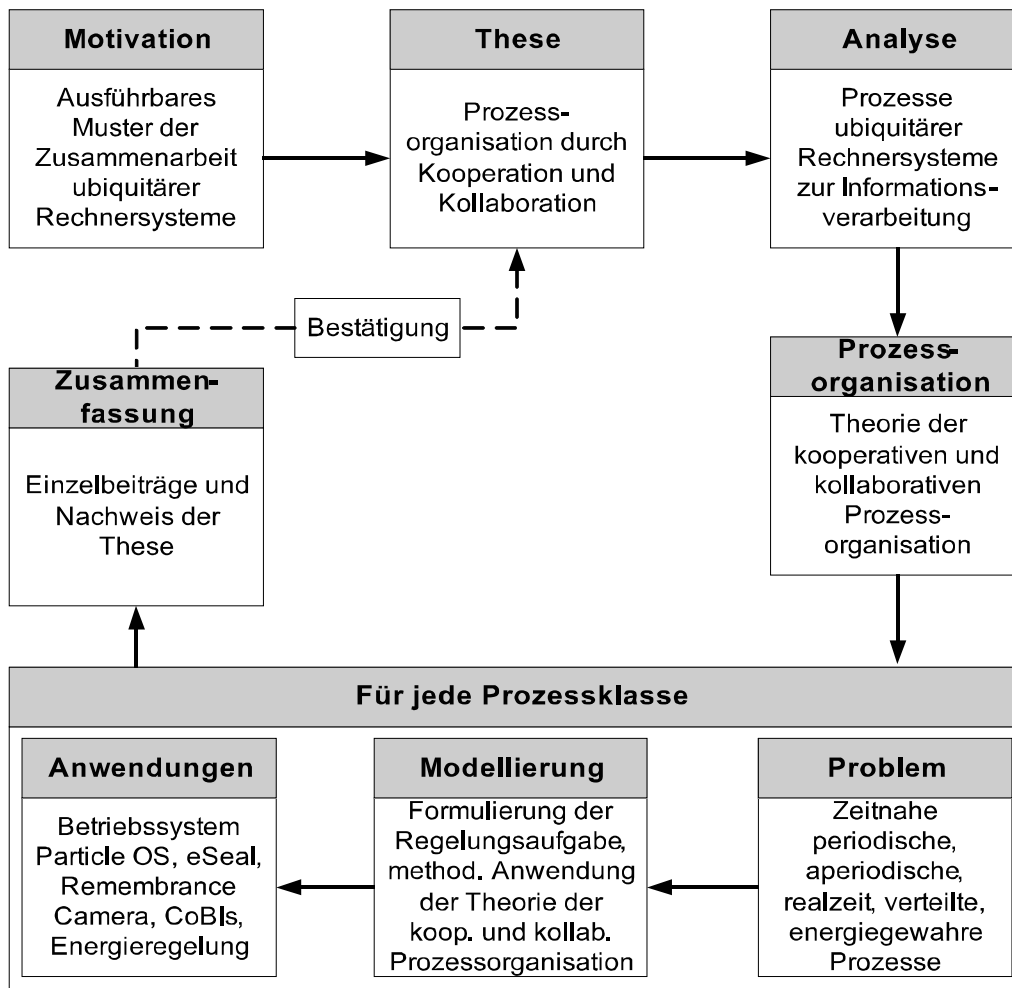 Motivation
Ausführbares
Muster der
Zusammenarbeit
ubiquitärer
Rechnersysteme
These
Prozess-
organisation durch
Kooperation und
Kollaboration
Analyse
Prozesse
ubiquitärer
Rechnersysteme
zur Informations-
verarbeitung
Bestätigung
Zusammen-
fassung
Einzelbeiträge und
Nachweis der
These
Prozess-
organisation
Theorie der
kooperativen und
kollaborativen
Prozess-
organisation
Für jede Prozessklasse
Anwendungen
Betriebssystem
Particle OS, eSeal,
Remembrance
Camera, CoBIs,
Energieregelung
Modellierung
Formulierung der
Regelungsaufgabe,
method. Anwendung
der Theorie der
koop. und kollab.
Prozessorganisation
Problem
Zeitnahe
periodische,
aperiodische,
realzeit, verteilte,
energiegewahre
Prozesse